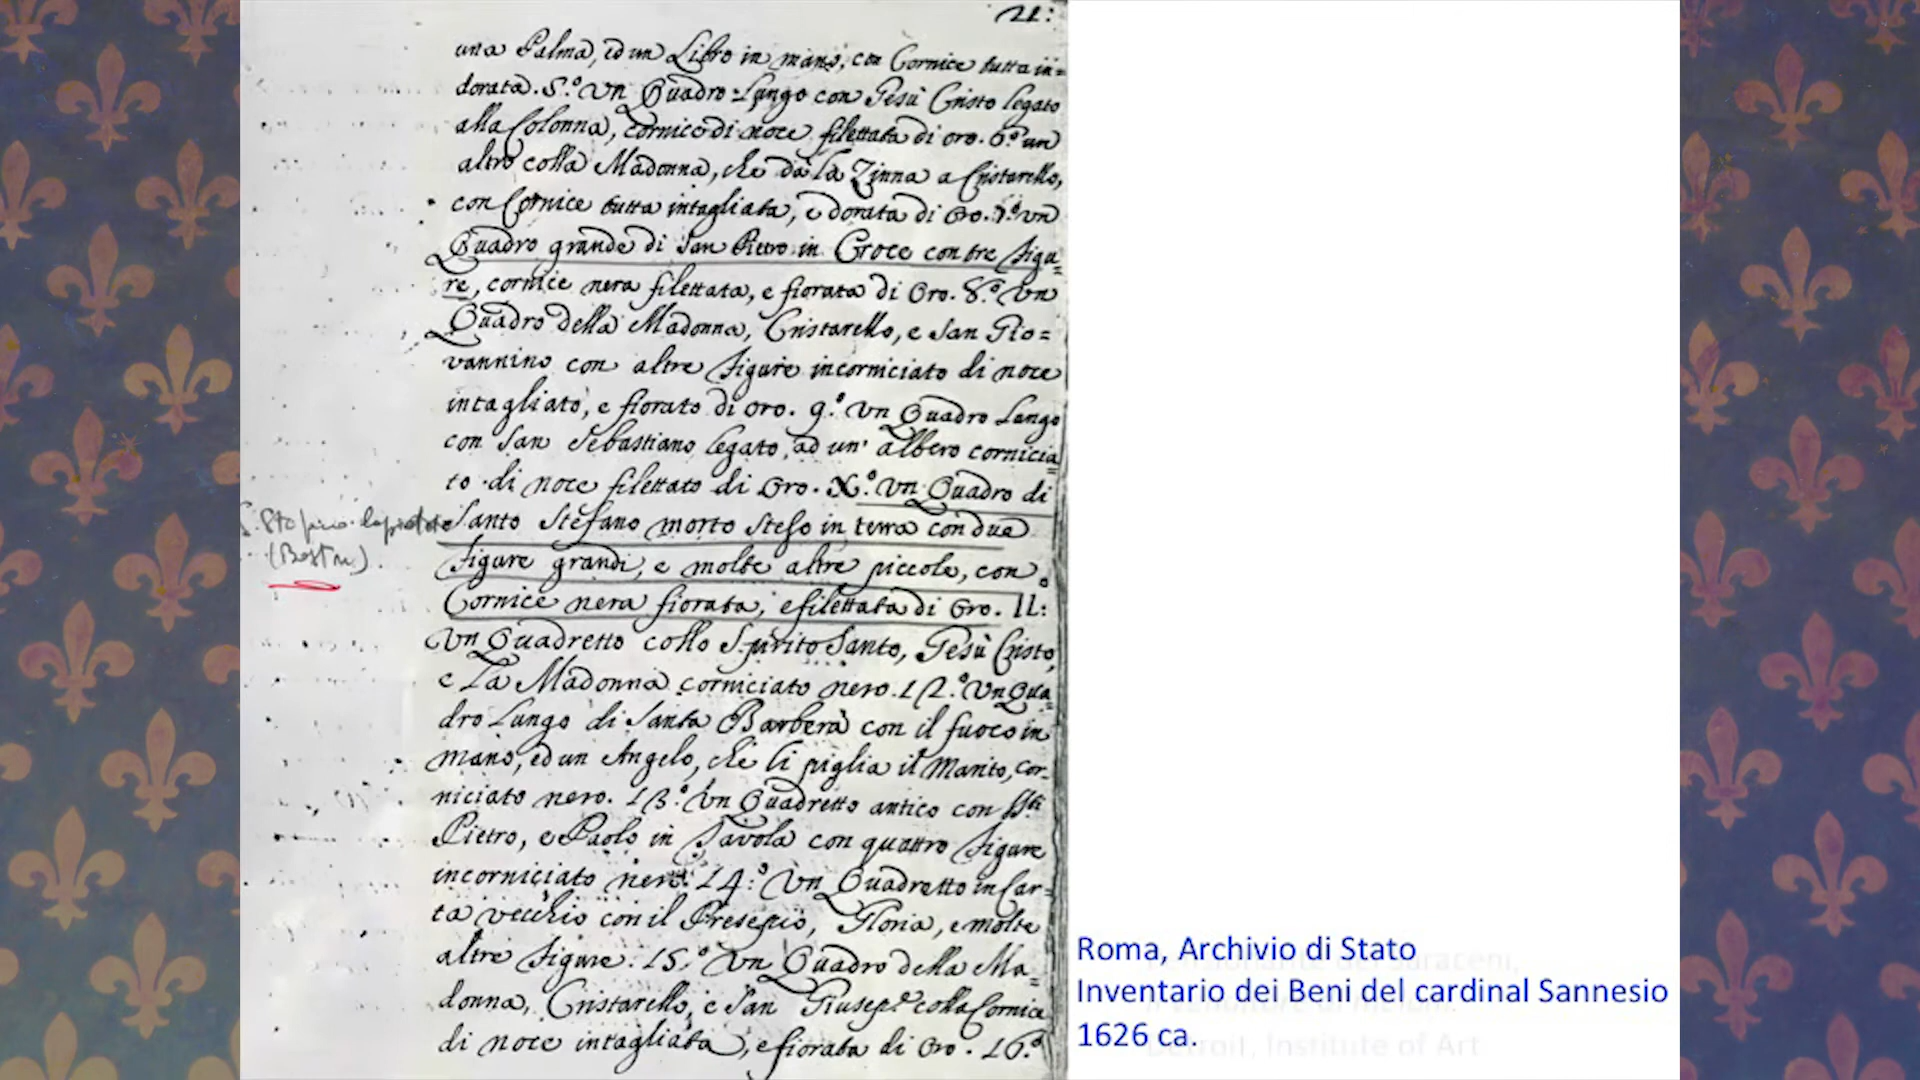 21:
una Palma, ed un Libro in mano, con Cornice tutta in=
dorata. 5.º Un Quadro Lungo con Gesù Cristo legato
alla Colonna, cornice di noce filettata di oro. 6.º un
altro colla Madonna, che dà la Zinna a Cristarello,
con Cornice tutta intagliata, e dorata di Oro. 7.º un
Quadro grande di San Pietro in Croce con tre figu=
re, cornice nera filettata, e fiorata di Oro. 8.º Un
Quadro della Madonna, Cristarello, e San Gio=
vannino con altre figure incorniciato di noce
intagliato, e fiorato di oro. 9.º Un Quadro Lungo
con San Sebastiano legato ad un' albero cornicia=
to di noce filettato di Oro. X.º Un Quadro di
Santo Stefano morto steso in terra con due
figure grandi, e molte altre piccole, con
Cornice nera fiorata, e filettata di Oro. 11:
Un Quadretto collo Spirito Santo, Gesù Cristo,
e La Madonna corniciato nero. 12.º Un Qua=
dro Lungo di Santa Barbera con il fuoco in
mano, ed un Angelo, che li piglia il Manto, cor=
niciato nero. 13.º Un Quadretto antico con SSti
Pietro, e Paolo in Tavola con quattro figure
incorniciato nero. 14.º Un Quadretto in Car=
ta vecchio con il Presepio, Gloria, e molte
altre figure. 15.º Un Quadro della Ma=
donna, Cristarello, e San Giusep.e colla Cornice
di noce intagliata, e fiorata di Oro. 16.º
Roma, Archivio di Stato
Inventario dei Beni del cardinal Sannesio
1626 ca.
Detroit, Institute of Art